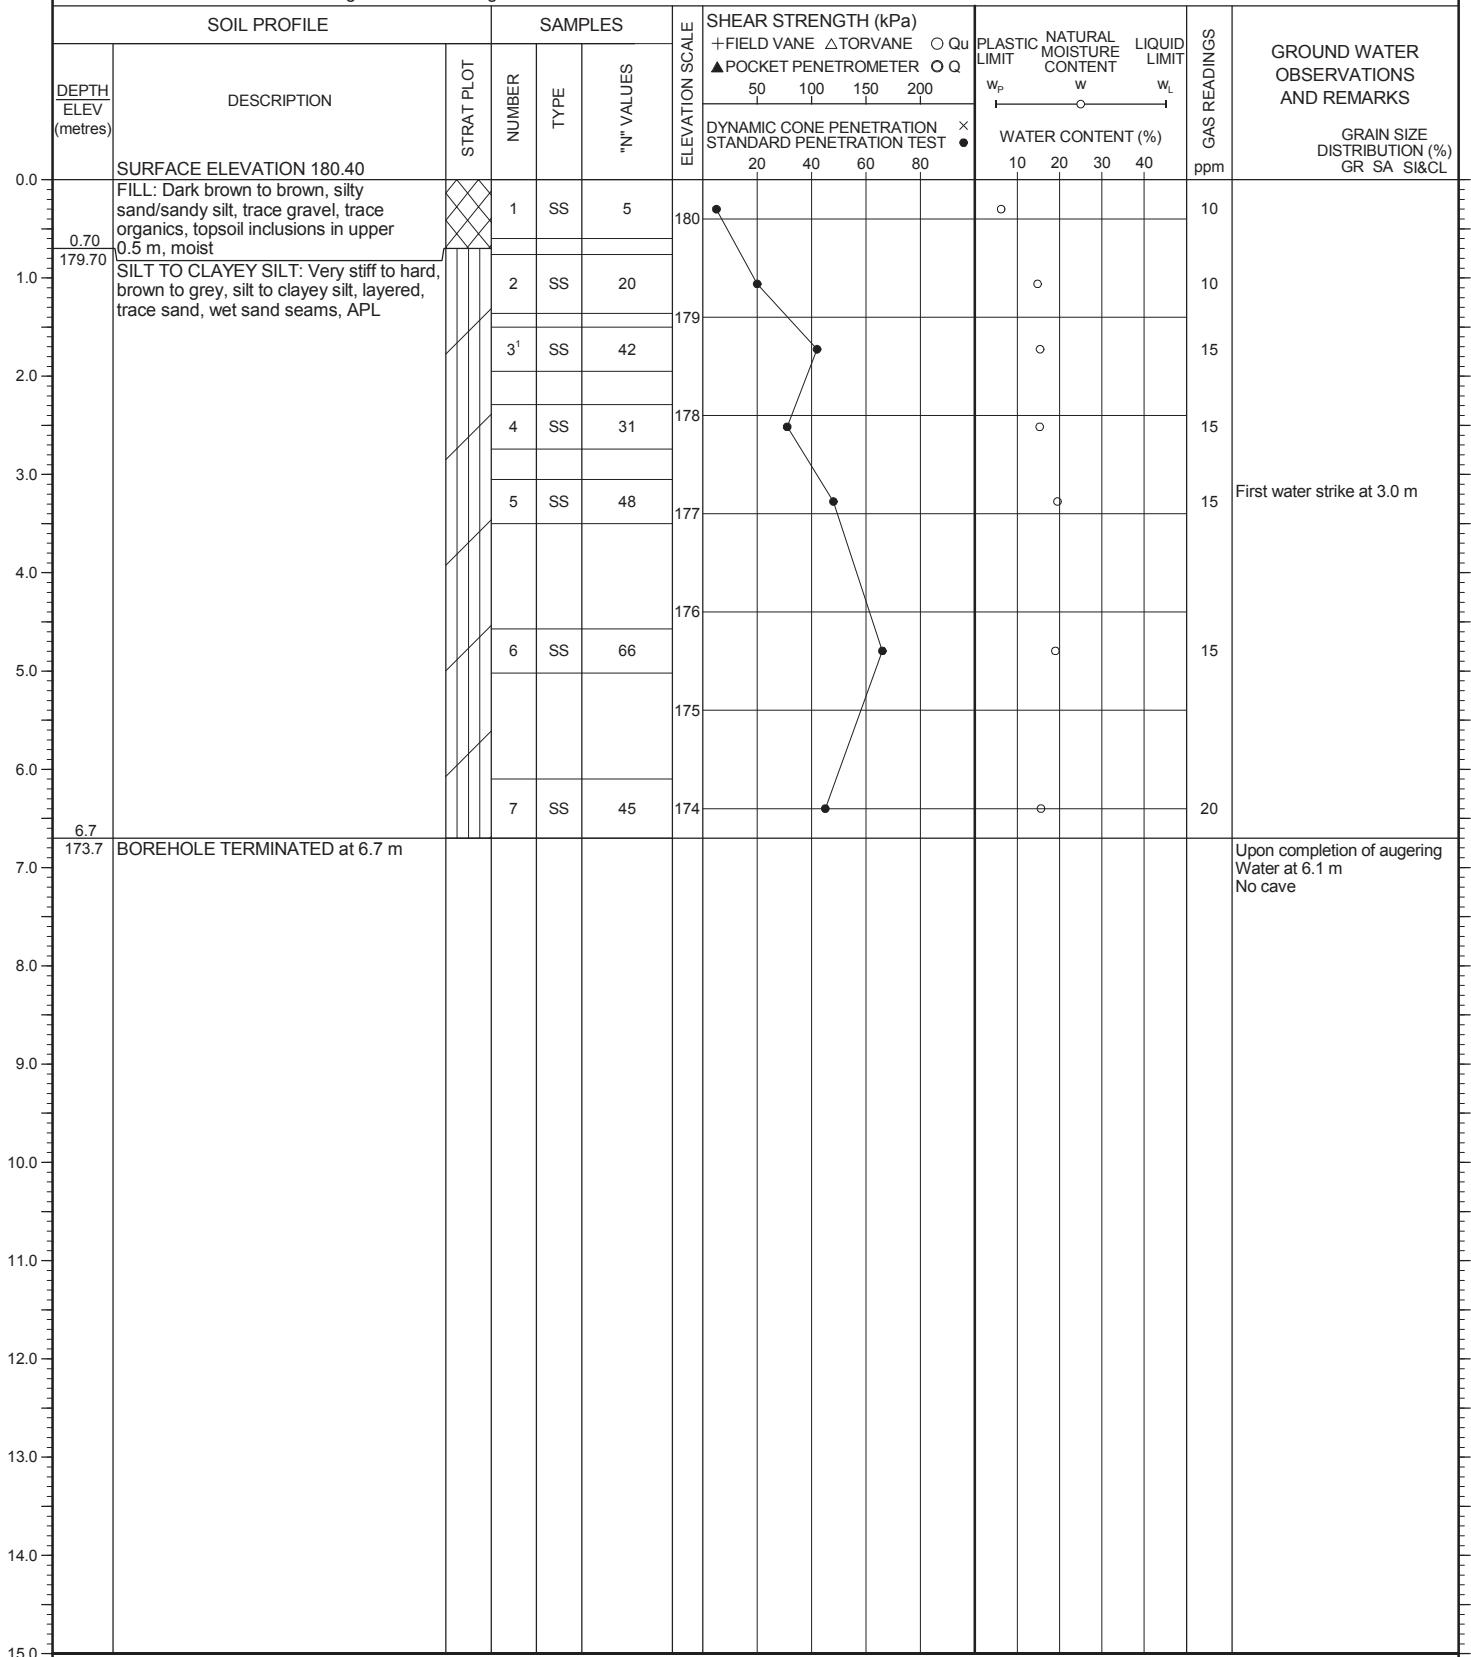 SOIL PROFILE
SAMPLES
ELEVATION SCALE
SHEAR STRENGTH (kPa)
+FIELD VANE △TORVANE ○ Qu
▲POCKET PENETROMETER O Q
50 100 150 200
DYNAMIC CONE PENETRATION ×
STANDARD PENETRATION TEST ●
20 40 60 80
PLASTIC LIMIT
NATURAL MOISTURE CONTENT
LIQUID LIMIT
wP w wL
WATER CONTENT (%)
10 20 30 40
GAS READINGS
ppm
GROUND WATER
OBSERVATIONS
AND REMARKS
GRAIN SIZE
DISTRIBUTION (%)
GR SA SI&CL
DEPTH
ELEV
(metres)
DESCRIPTION
STRAT PLOT
NUMBER
TYPE
"N" VALUES
SURFACE ELEVATION 180.40
0.0
FILL: Dark brown to brown, silty
sand/sandy silt, trace gravel, trace
organics, topsoil inclusions in upper
0.5 m, moist
1 SS 5
180
10
0.70
179.70
SILT TO CLAYEY SILT: Very stiff to hard,
brown to grey, silt to clayey silt, layered,
trace sand, wet sand seams, APL
1.0
2 SS 20
10
179
3¹ SS 42
15
2.0
178
4 SS 31
15
3.0
First water strike at 3.0 m
5 SS 48
15
177
4.0
176
6 SS 66
15
5.0
175
6.0
7 SS 45
174
20
6.7
173.7
BOREHOLE TERMINATED at 6.7 m
Upon completion of augering
Water at 6.1 m
No cave
7.0
8.0
9.0
10.0
11.0
12.0
13.0
14.0
15.0